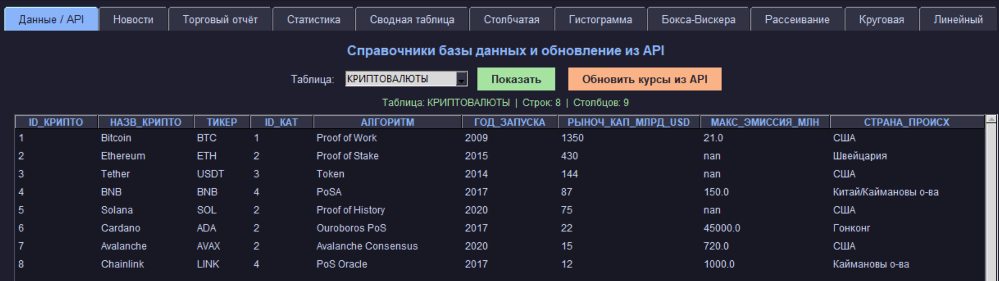 Данные / API Новости Торговый отчёт Статистика Сводная таблица Столбчатая Гистограмма Бокса-Вискера Рассеивание Круговая Линейный
Справочники базы данных и обновление из API
Таблица: КРИПТОВАЛЮТЫ Показать Обновить курсы из API
Таблица: КРИПТОВАЛЮТЫ | Строк: 8 | Столбцов: 9
ID_КРИПТО НАЗВ_КРИПТО ТИКЕР ID_КАТ АЛГОРИТМ ГОД_ЗАПУСКА РЫНОЧ_КАП_МЛРД_USD МАКС_ЭМИССИЯ_МЛН СТРАНА_ПРОИСХ
1 Bitcoin BTC 1 Proof of Work 2009 1350 21.0 США
2 Ethereum ETH 2 Proof of Stake 2015 430 nan Швейцария
3 Tether USDT 3 Token 2014 144 nan США
4 BNB BNB 4 PoSA 2017 87 150.0 Китай/Каймановы о-ва
5 Solana SOL 2 Proof of History 2020 75 nan США
6 Cardano ADA 2 Ouroboros PoS 2017 22 45000.0 Гонконг
7 Avalanche AVAX 2 Avalanche Consensus 2020 15 720.0 США
8 Chainlink LINK 4 PoS Oracle 2017 12 1000.0 Каймановы о-ва